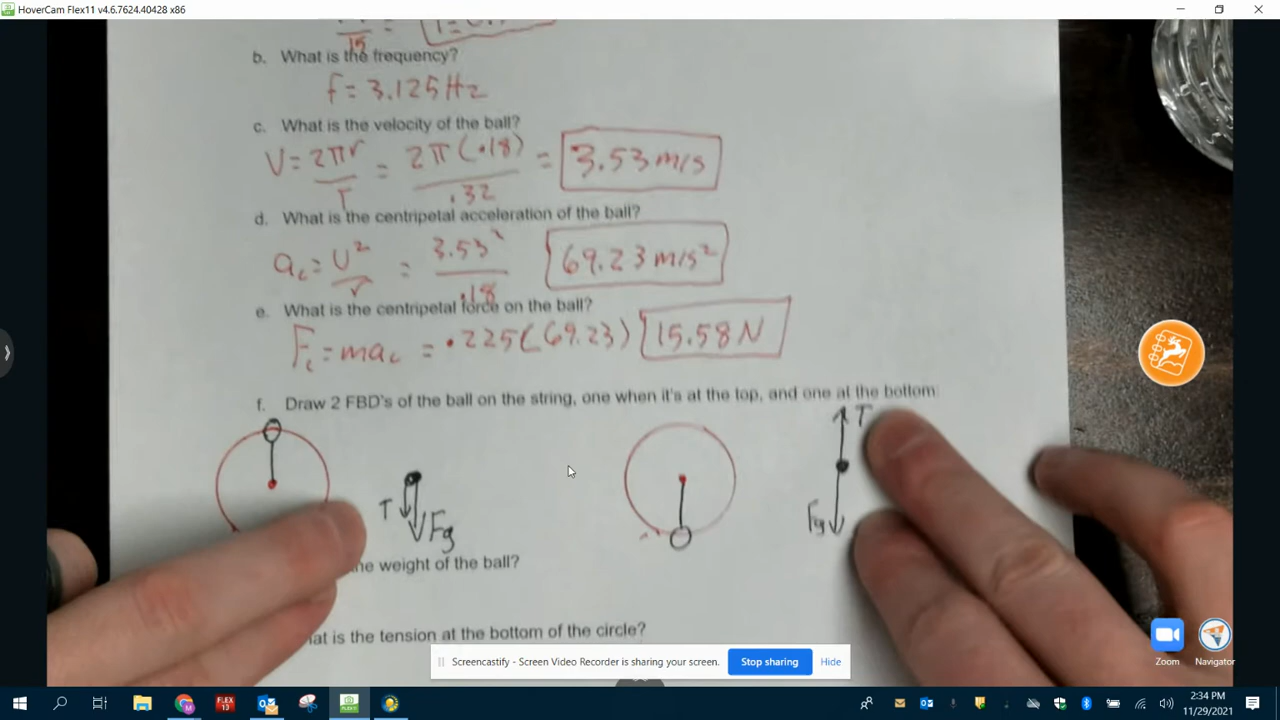 HoverCam Flex11 v4.6.7624.40428 x86
15
b. What is the frequency?
f = 3.125 Hz
c. What is the velocity of the ball?
V = 2πr / T = 2π(.18) / .32 = 3.53 m/s
d. What is the centripetal acceleration of the ball?
ac = v² / r = 3.53² / .18 69.23 m/s²
e. What is the centripetal force on the ball?
Fc = mac = .225(69.23) 15.58 N
f. Draw 2 FBD's of the ball on the string, one when it's at the top, and one at the bottom.
T Fg
T
Fg
he weight of the ball?
hat is the tension at the bottom of the circle?
Screencastify - Screen Video Recorder is sharing your screen. Stop sharing Hide
Zoom Navigator
2:34 PM
11/29/2021